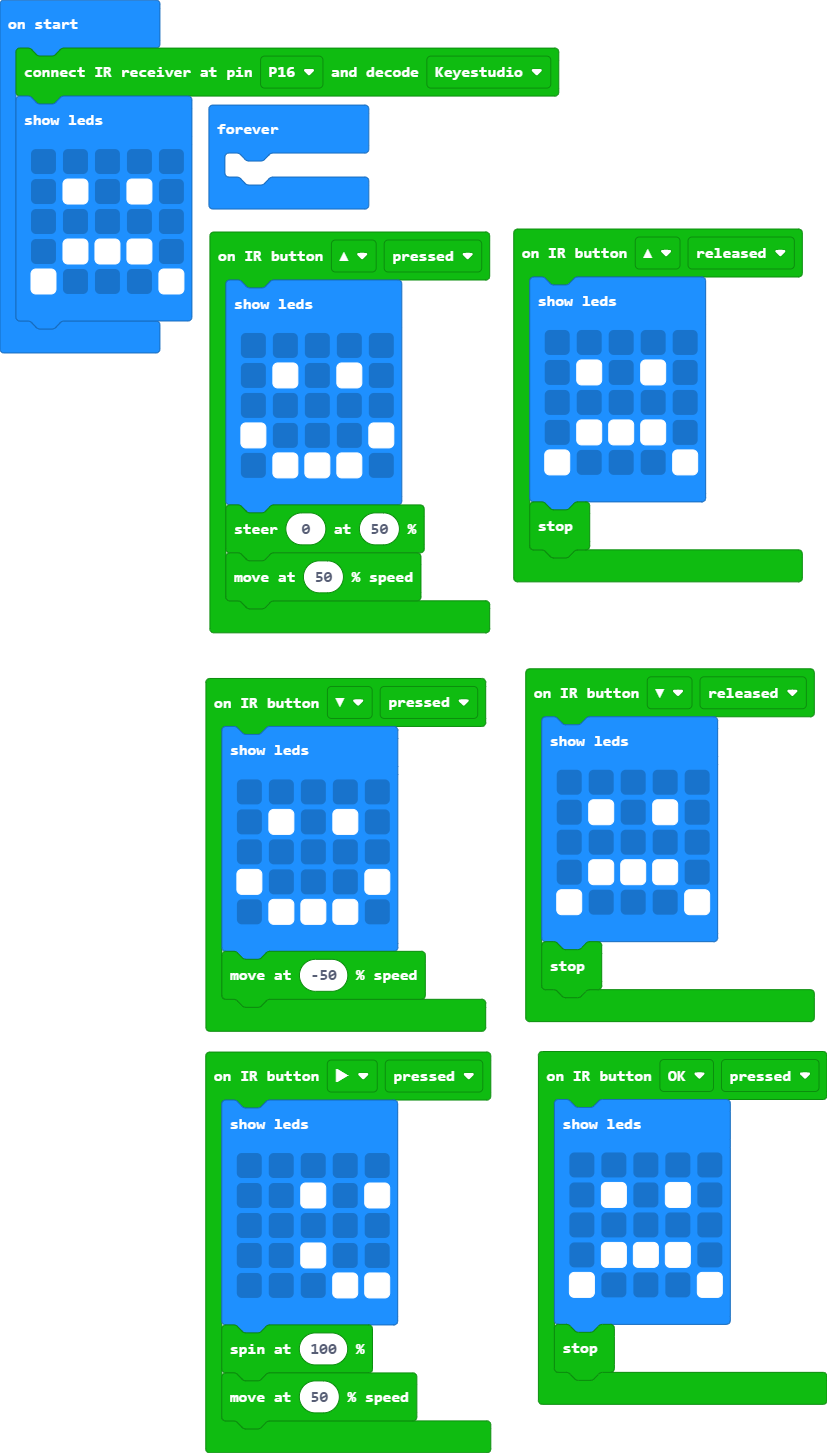 on start
connect IR receiver at pin P16 and decode Keyestudio
show leds
forever
on IR button ▲ pressed
show leds
steer 0 at 50 %
move at 50 % speed
on IR button ▲ released
show leds
stop
on IR button ▼ pressed
show leds
move at -50 % speed
on IR button ▼ released
show leds
stop
on IR button ▶ pressed
show leds
spin at 100 %
move at 50 % speed
on IR button OK pressed
show leds
stop